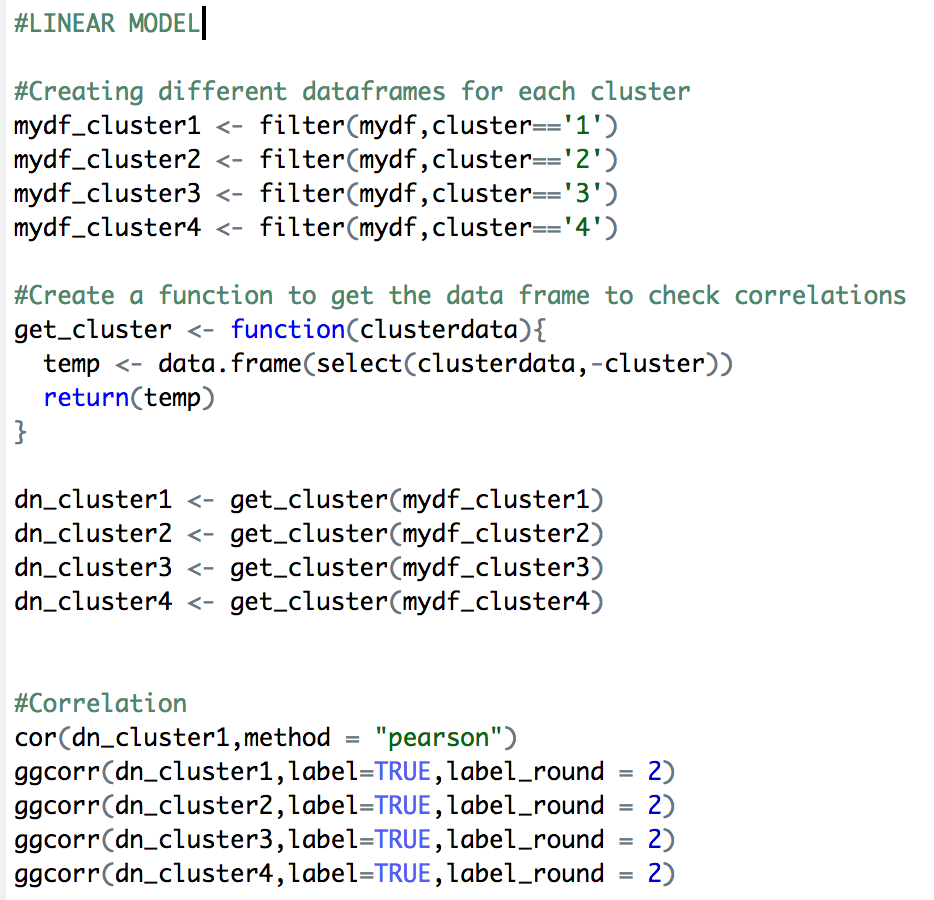 #LINEAR MODEL
#Creating different dataframes for each cluster
mydf_cluster1 <- filter(mydf,cluster=='1')
mydf_cluster2 <- filter(mydf,cluster=='2')
mydf_cluster3 <- filter(mydf,cluster=='3')
mydf_cluster4 <- filter(mydf,cluster=='4')
#Create a function to get the data frame to check correlations
get_cluster <- function(clusterdata){
  temp <- data.frame(select(clusterdata,-cluster))
  return(temp)
}
dn_cluster1 <- get_cluster(mydf_cluster1)
dn_cluster2 <- get_cluster(mydf_cluster2)
dn_cluster3 <- get_cluster(mydf_cluster3)
dn_cluster4 <- get_cluster(mydf_cluster4)
#Correlation
cor(dn_cluster1,method = "pearson")
ggcorr(dn_cluster1,label=TRUE,label_round = 2)
ggcorr(dn_cluster2,label=TRUE,label_round = 2)
ggcorr(dn_cluster3,label=TRUE,label_round = 2)
ggcorr(dn_cluster4,label=TRUE,label_round = 2)